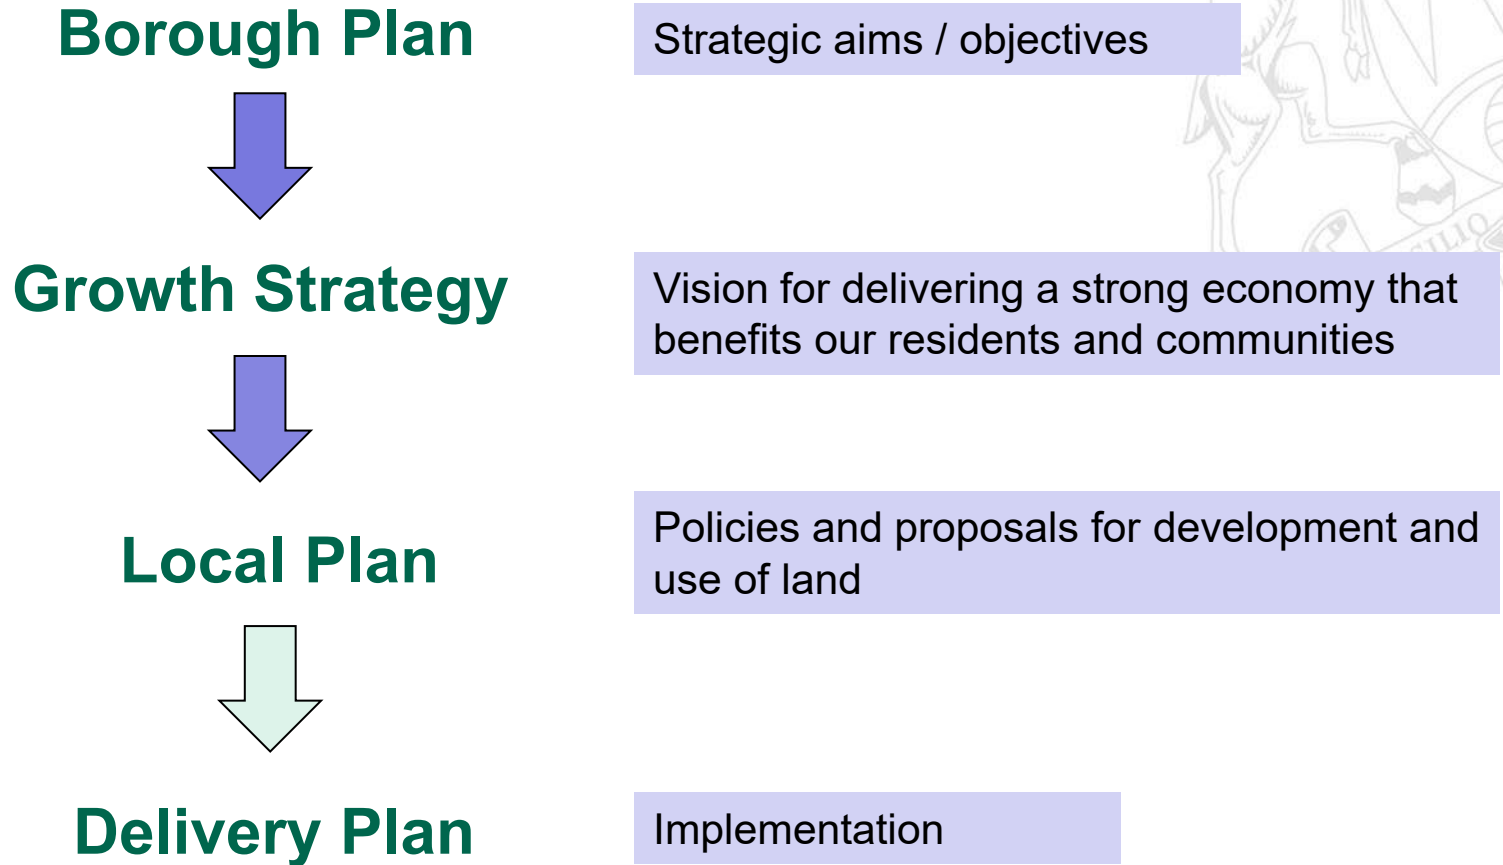 Borough Plan
Strategic aims / objectives
Growth Strategy
Vision for delivering a strong economy that
benefits our residents and communities
Local Plan
Policies and proposals for development and
use of land
Delivery Plan
Implementation